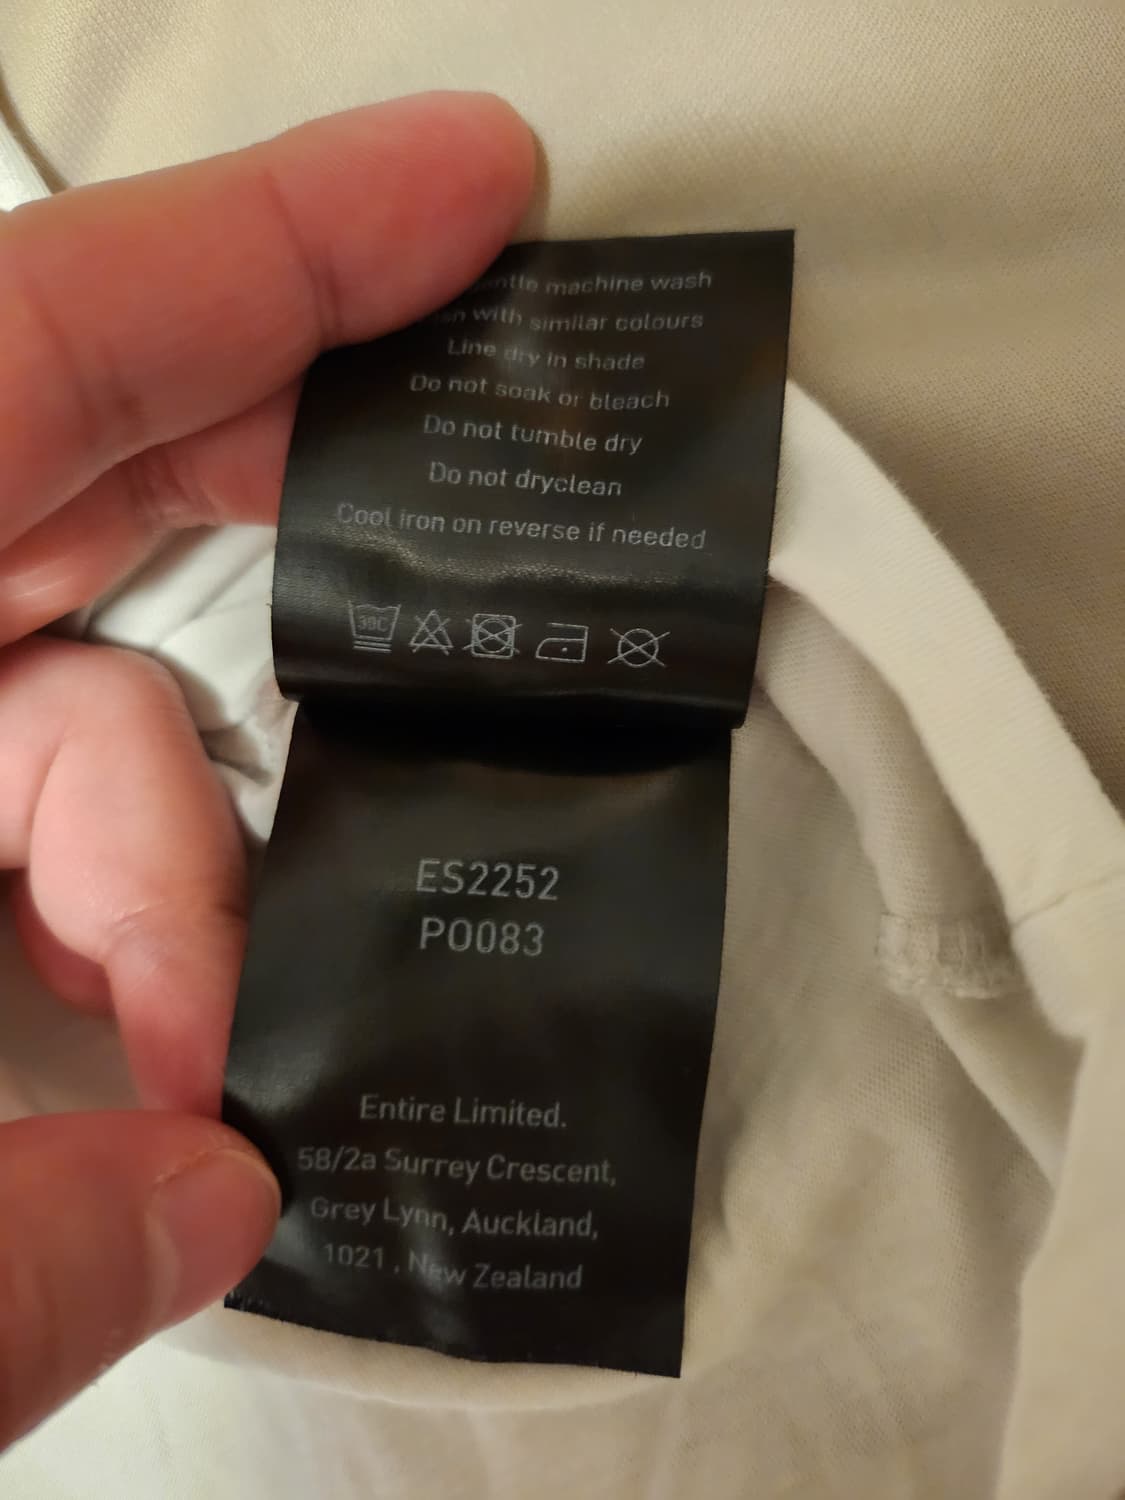 machine wash
with similar colours
Line dry in shade
Do not soak or bleach
Do not tumble dry
Do not dryclean
Cool iron on reverse if needed
30C
ES2252
PO083
Entire Limited.
58/2a Surrey Crescent,
Grey Lynn, Auckland,
1021 , New Zealand